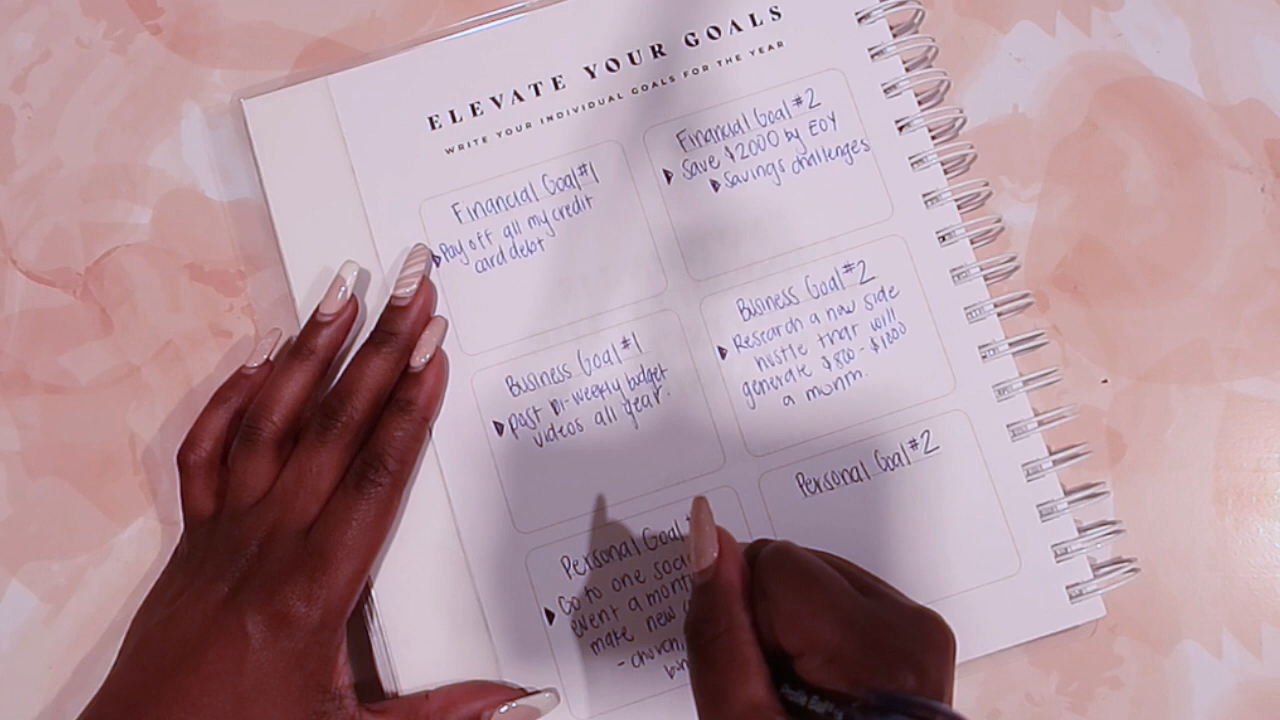 ELEVATE YOUR GOALS
WRITE YOUR INDIVIDUAL GOALS FOR THE YEAR
Financial Goal #1
Pay off all my credit
card debt
Financial Goal #2
Save $2000 by EOY
Savings challenges
Business Goal #1
Post bi-weekly budget
videos all year.
Business Goal #2
Research a new side
hustle that will
generate $800-$1200
a month.
Personal Goal
Go to one
event a month
make new
- church,
Personal Goal #2